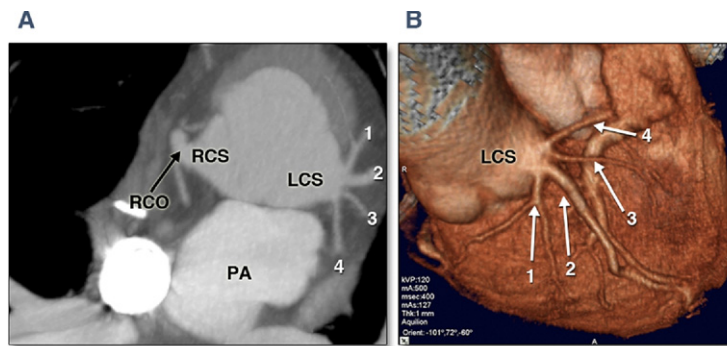 A
B
1
RCS
2
LCS
RCO
3
4
PA
LCS
4
R
3
1
2
kVP:120
mA:500
msec:400
mAs:127
Thk:1 mm
Aquilion
Orient: -101°,72°,-60°
A